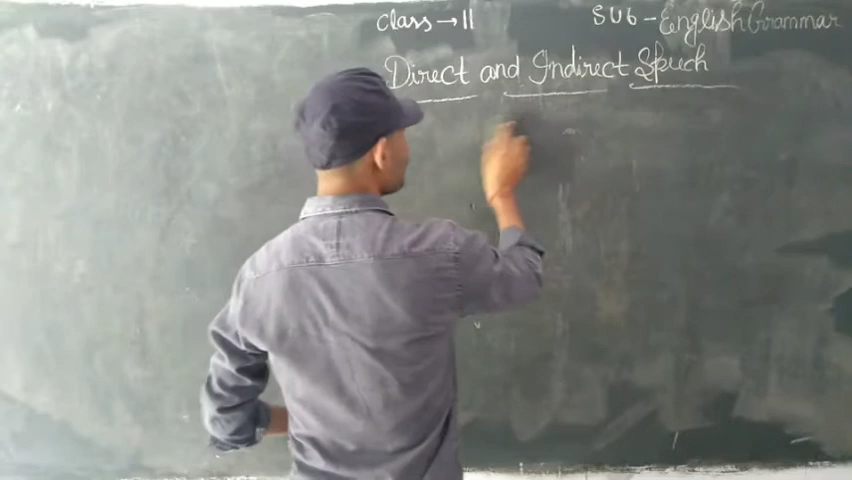 Class → 11
SUB - English Grammar
Direct and Indirect Speech